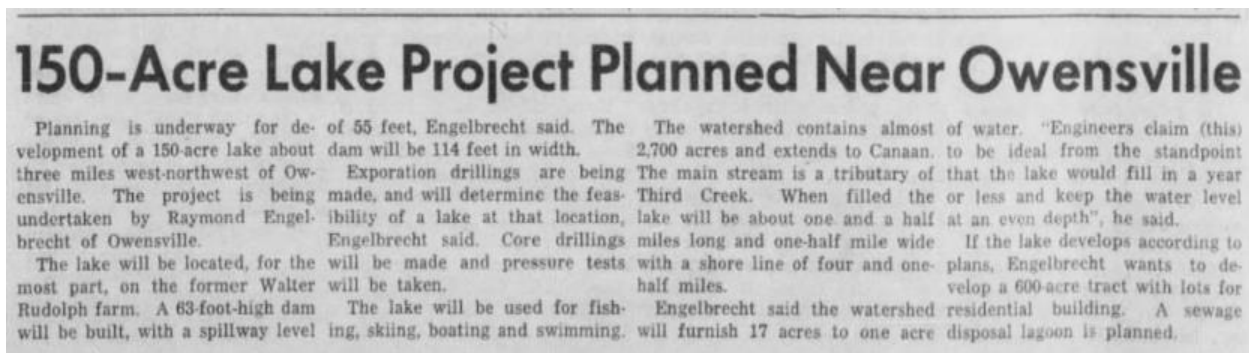 150-Acre Lake Project Planned Near Owensville
Planning is underway for de-
velopment of a 150-acre lake about
three miles west-northwest of Ow-
ensville. The project is being
undertaken by Raymond Engel-
brecht of Owensville.
The lake will be located, for the
most part, on the former Walter
Rudolph farm. A 63-foot-high dam
will be built, with a spillway level
of 55 feet, Engelbrecht said. The
dam will be 114 feet in width.
Exporation drillings are being
made, and will determine the feas-
ibility of a lake at that location,
Engelbrecht said. Core drillings
will be made and pressure tests
will be taken.
The lake will be used for fish-
ing, skiing, boating and swimming.
The watershed contains almost
2,700 acres and extends to Canaan.
The main stream is a tributary of
Third Creek. When filled the
lake will be about one and a half
miles long and one-half mile wide
with a shore line of four and one-
half miles.
Engelbrecht said the watershed
will furnish 17 acres to one acre
of water. "Engineers claim (this)
to be ideal from the standpoint
that the lake would fill in a year
or less and keep the water level
at an even depth", he said.
If the lake develops according to
plans, Engelbrecht wants to de-
velop a 600-acre tract with lots for
residential building. A sewage
disposal lagoon is planned.